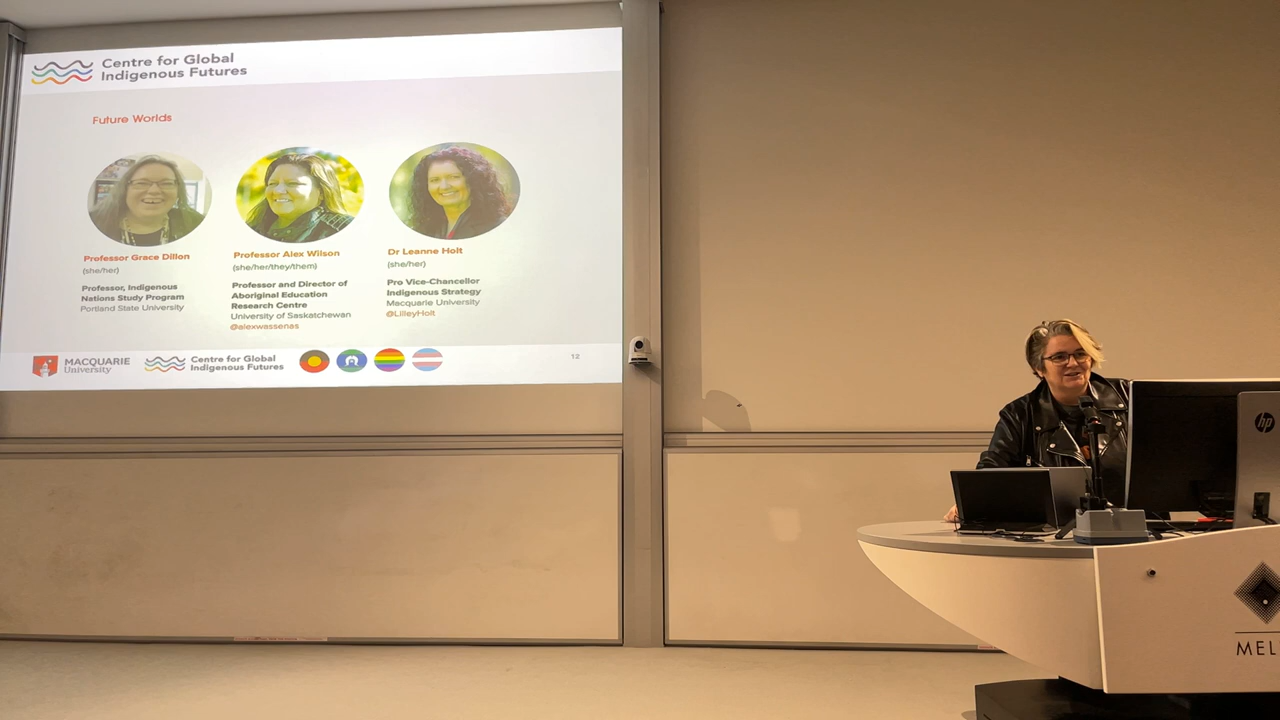 Centre for Global
Indigenous Futures
Future Worlds
Professor Grace Dillon
(she/her)
Professor, Indigenous
Nations Study Program
Portland State University
Professor Alex Wilson
(she/her/they/them)
Professor and Director of
Aboriginal Education
Research Centre
University of Saskatchewan
@alexwassenas
Dr Leanne Holt
(she/her)
Pro Vice-Chancellor
Indigenous Strategy
Macquarie University
@LilleyHolt
MACQUARIE
University
Centre for Global
Indigenous Futures
12
hp
MEL